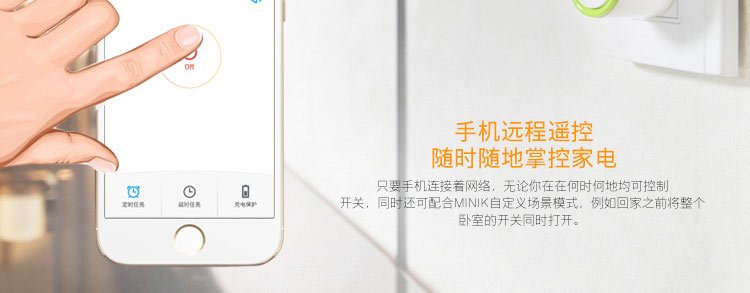 Off
定时任务
延时任务
充电保护
手机远程遥控
随时随地掌控家电
只要手机连接着网络，无论你在在何时何地均可控制
开关，同时还可配合MINIK自定义场景模式，例如回家之前将整个
卧室的开关同时打开。